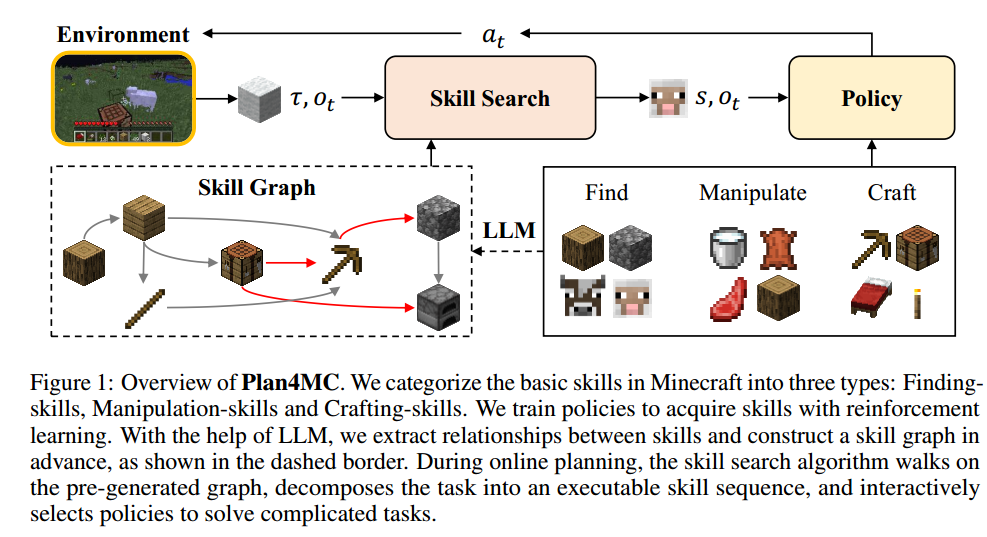 Environment
aₜ
τ, oₜ
Skill Search
s, oₜ
Policy
Skill Graph
LLM
Find
Manipulate
Craft
Figure 1: Overview of Plan4MC. We categorize the basic skills in Minecraft into three types: Finding-
skills, Manipulation-skills and Crafting-skills. We train policies to acquire skills with reinforcement
learning. With the help of LLM, we extract relationships between skills and construct a skill graph in
advance, as shown in the dashed border. During online planning, the skill search algorithm walks on
the pre-generated graph, decomposes the task into an executable skill sequence, and interactively
selects policies to solve complicated tasks.